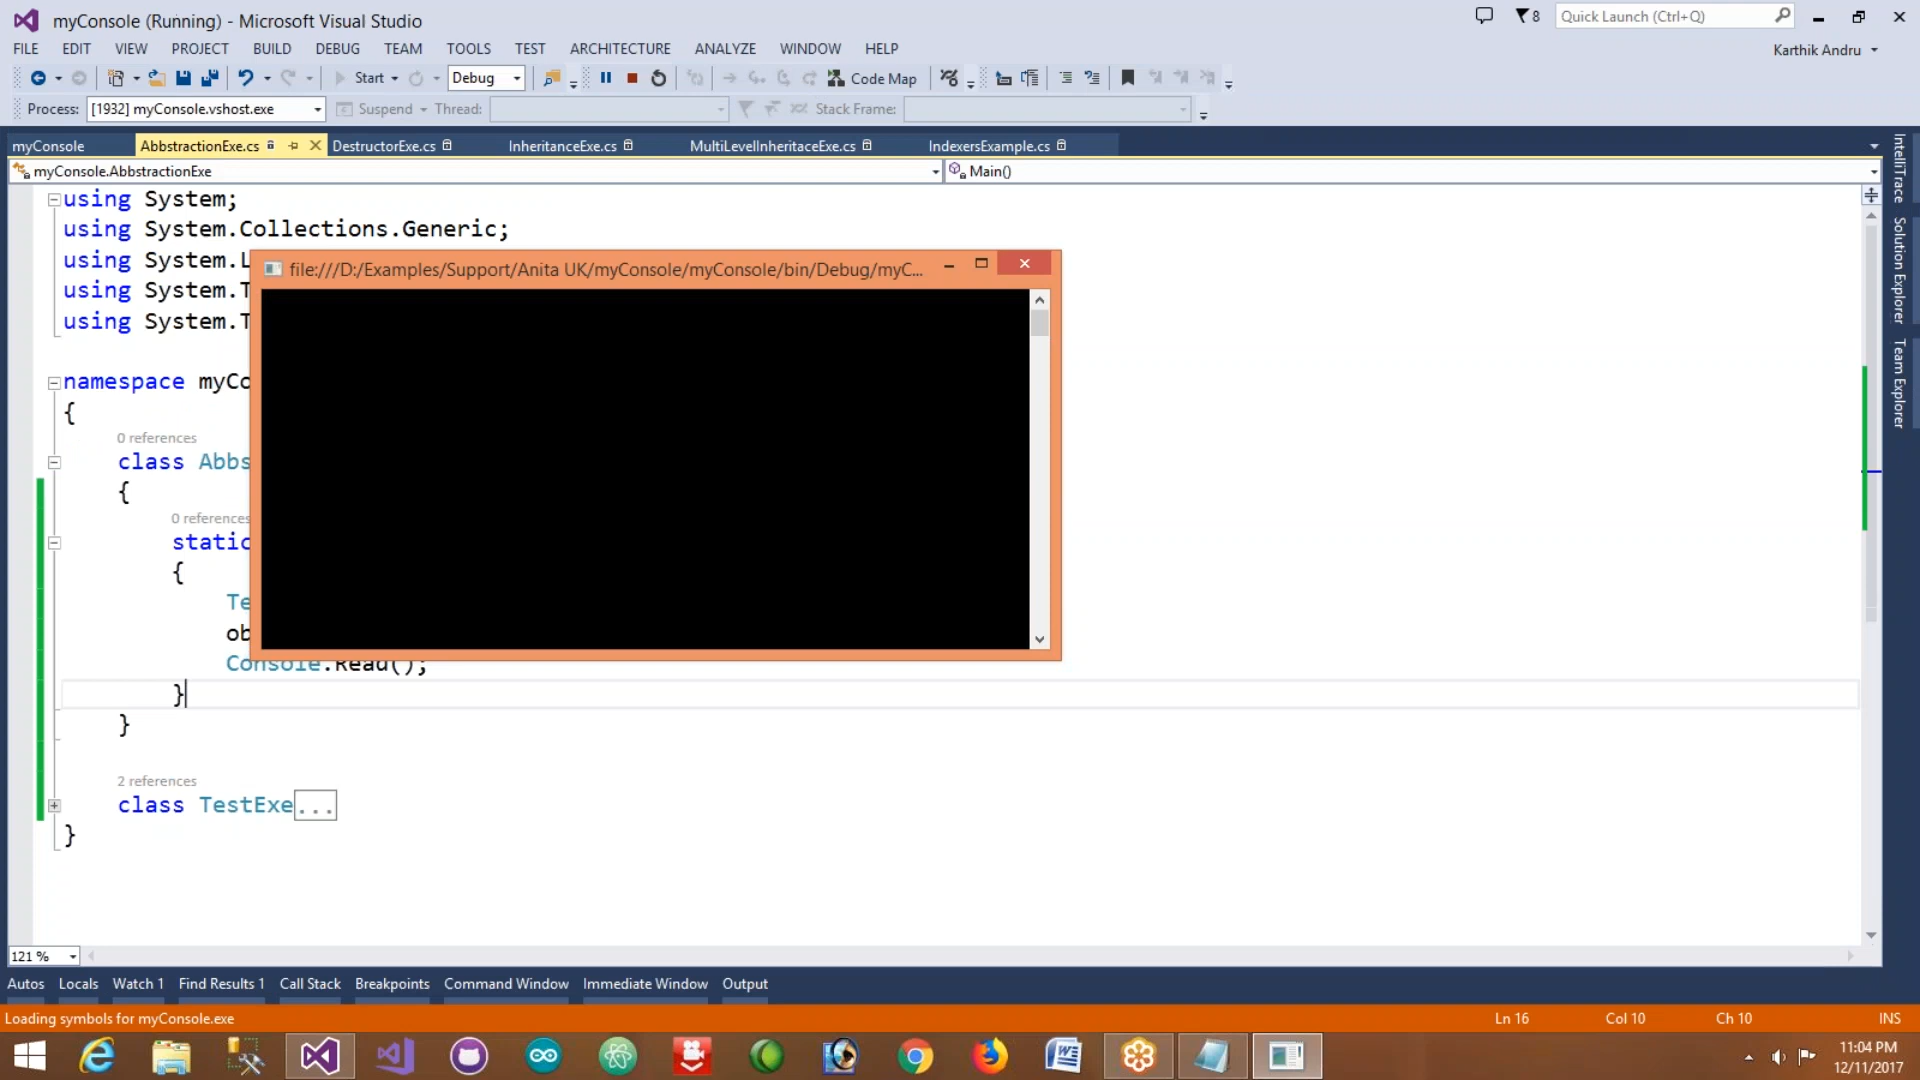 myConsole (Running) - Microsoft Visual Studio
8
Quick Launch (Ctrl+Q)
FILE EDIT VIEW PROJECT BUILD DEBUG TEAM TOOLS TEST ARCHITECTURE ANALYZE WINDOW HELP
Karthik Andru
Start Debug Code Map
Process: [1932] myConsole.vshost.exe Suspend Thread: Stack Frame:
myConsole AbbstractionExe.cs DestructorExe.cs InheritanceExe.cs MultiLevelInheritaceExe.cs IndexersExample.cs
myConsole.AbbstractionExe Main()
using System;
using System.Collections.Generic;
using System.L
using System.T
using System.T
file:///D:/Examples/Support/Anita UK/myConsole/myConsole/bin/Debug/myC...
namespace myCo
{
0 references
class Abbs
{
0 references
static
{
Te
ob
Console.Read();
}
}
2 references
class TestExe...
}
IntelliTrace
Solution Explorer
Team Explorer
121 %
Autos Locals Watch 1 Find Results 1 Call Stack Breakpoints Command Window Immediate Window Output
Loading symbols for myConsole.exe Ln 16 Col 10 Ch 10 INS
11:04 PM
12/11/2017